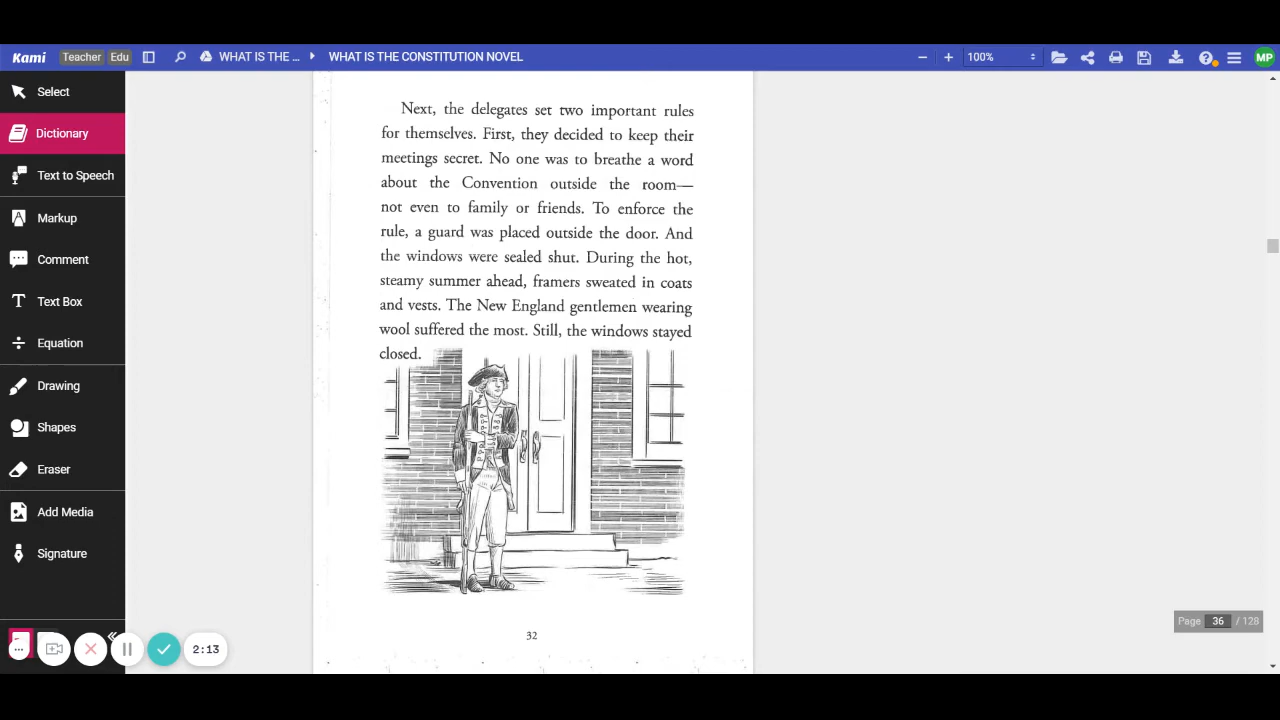 Kami Teacher Edu WHAT IS THE ... WHAT IS THE CONSTITUTION NOVEL 100% MP
Select
Dictionary
Text to Speech
Markup
Comment
Text Box
Equation
Drawing
Shapes
Eraser
Add Media
Signature
2:13
Next, the delegates set two important rules
for themselves. First, they decided to keep their
meetings secret. No one was to breathe a word
about the Convention outside the room—
not even to family or friends. To enforce the
rule, a guard was placed outside the door. And
the windows were sealed shut. During the hot,
steamy summer ahead, framers sweated in coats
and vests. The New England gentlemen wearing
wool suffered the most. Still, the windows stayed
closed.
32
Page 36 / 128